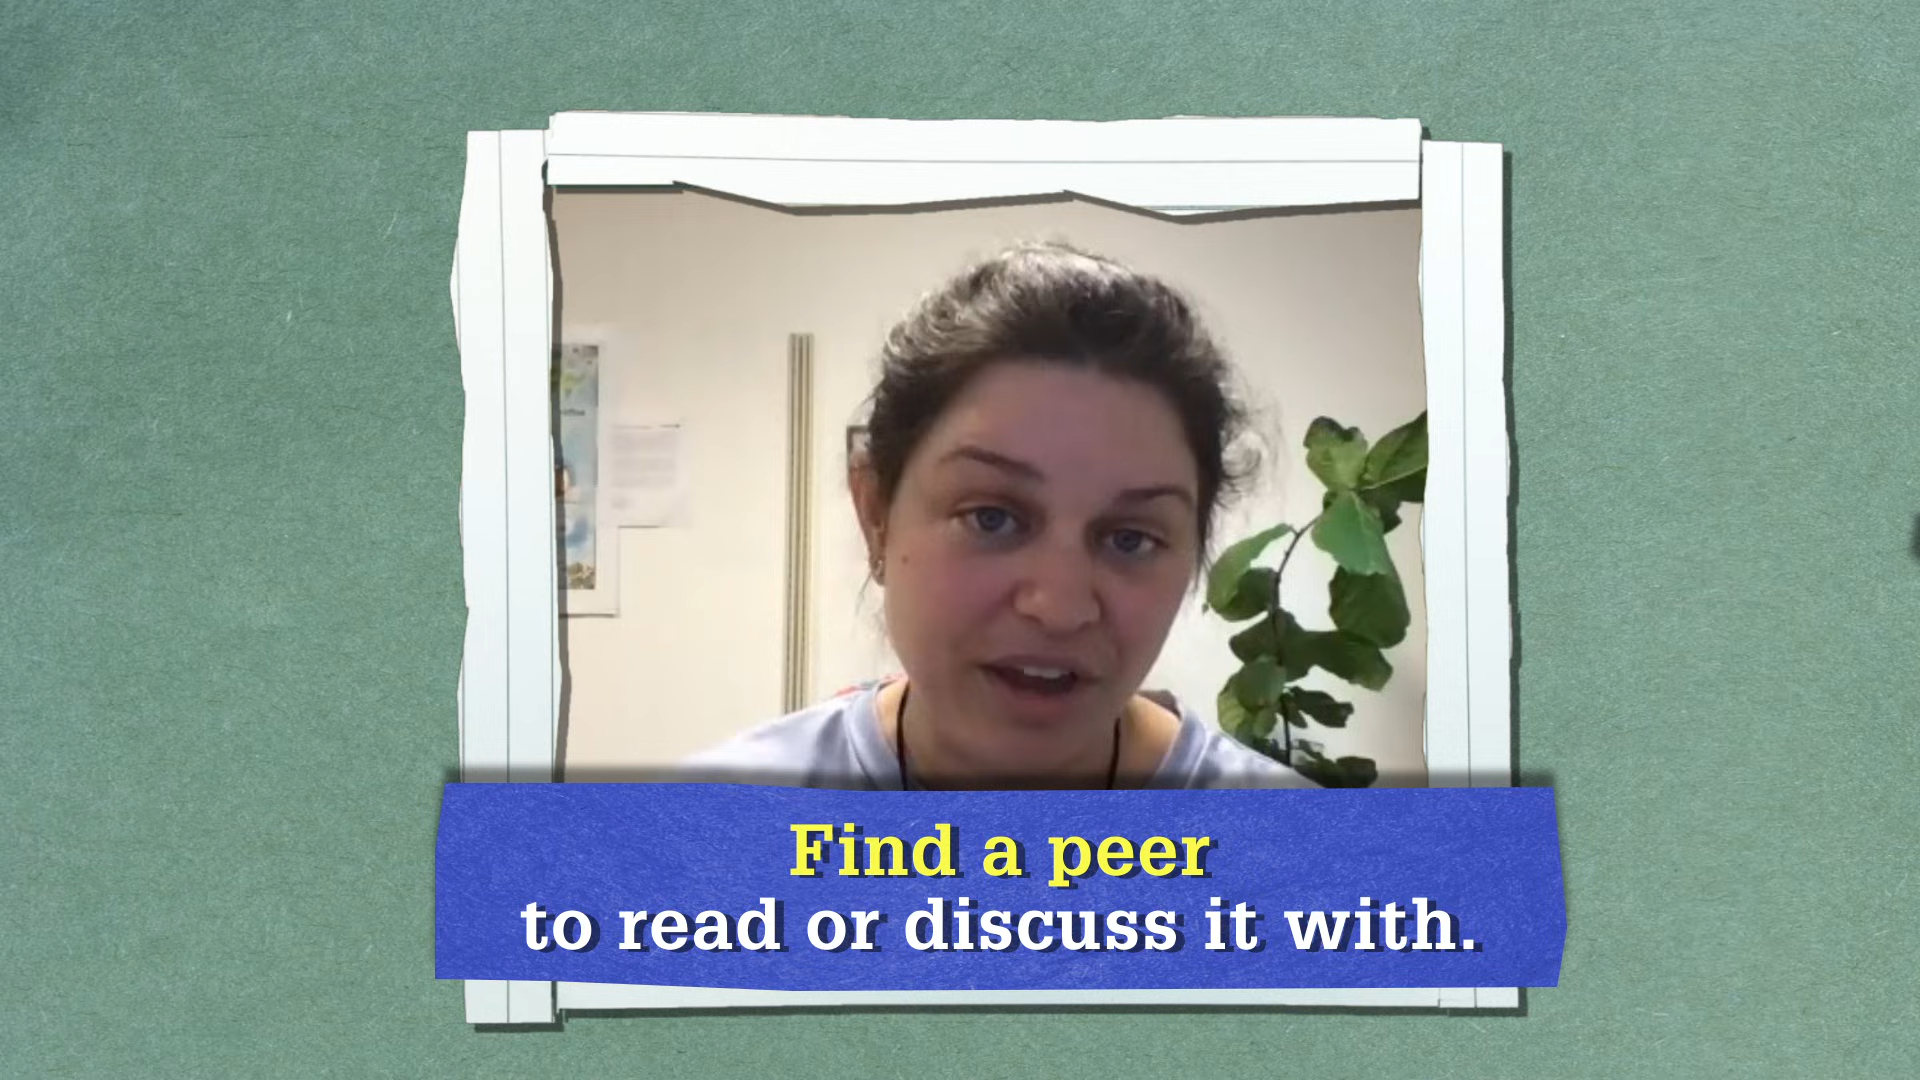 Find a peer
to read or discuss it with.